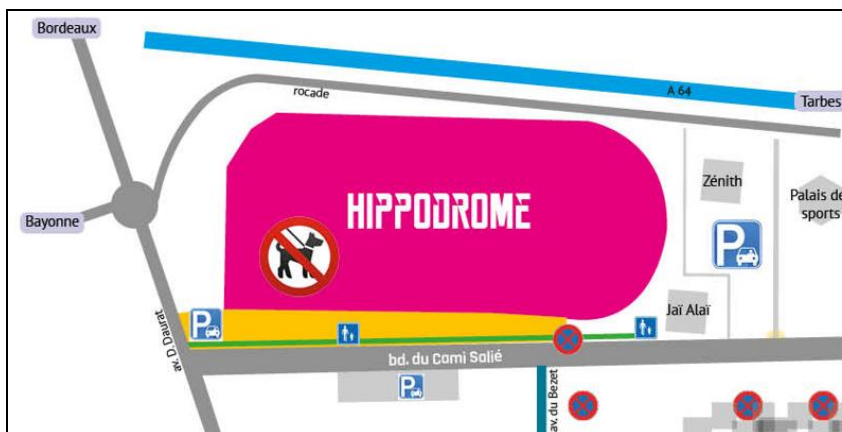 Bordeaux
A 64
Tarbes
rocade
HIPPODROME
Zénith
Palais de
sports
Bayonne
P
P
Jaï Alaï
av. D. Daurat
bd. du Cami Salié
P
av. du Bezet